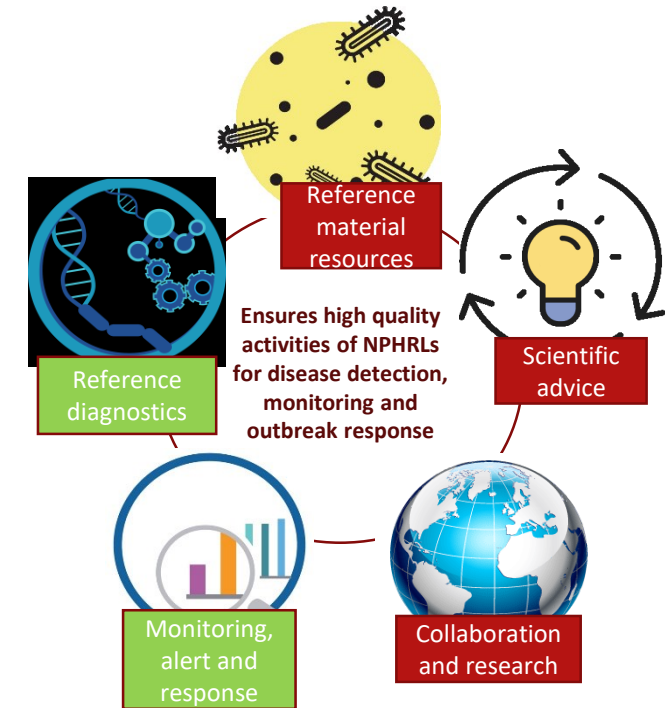 Reference
material
resources
Scientific
advice
Ensures high quality
activities of NPHRLs
for disease detection,
monitoring and
outbreak response
Reference
diagnostics
Monitoring,
alert and
response
Collaboration
and research